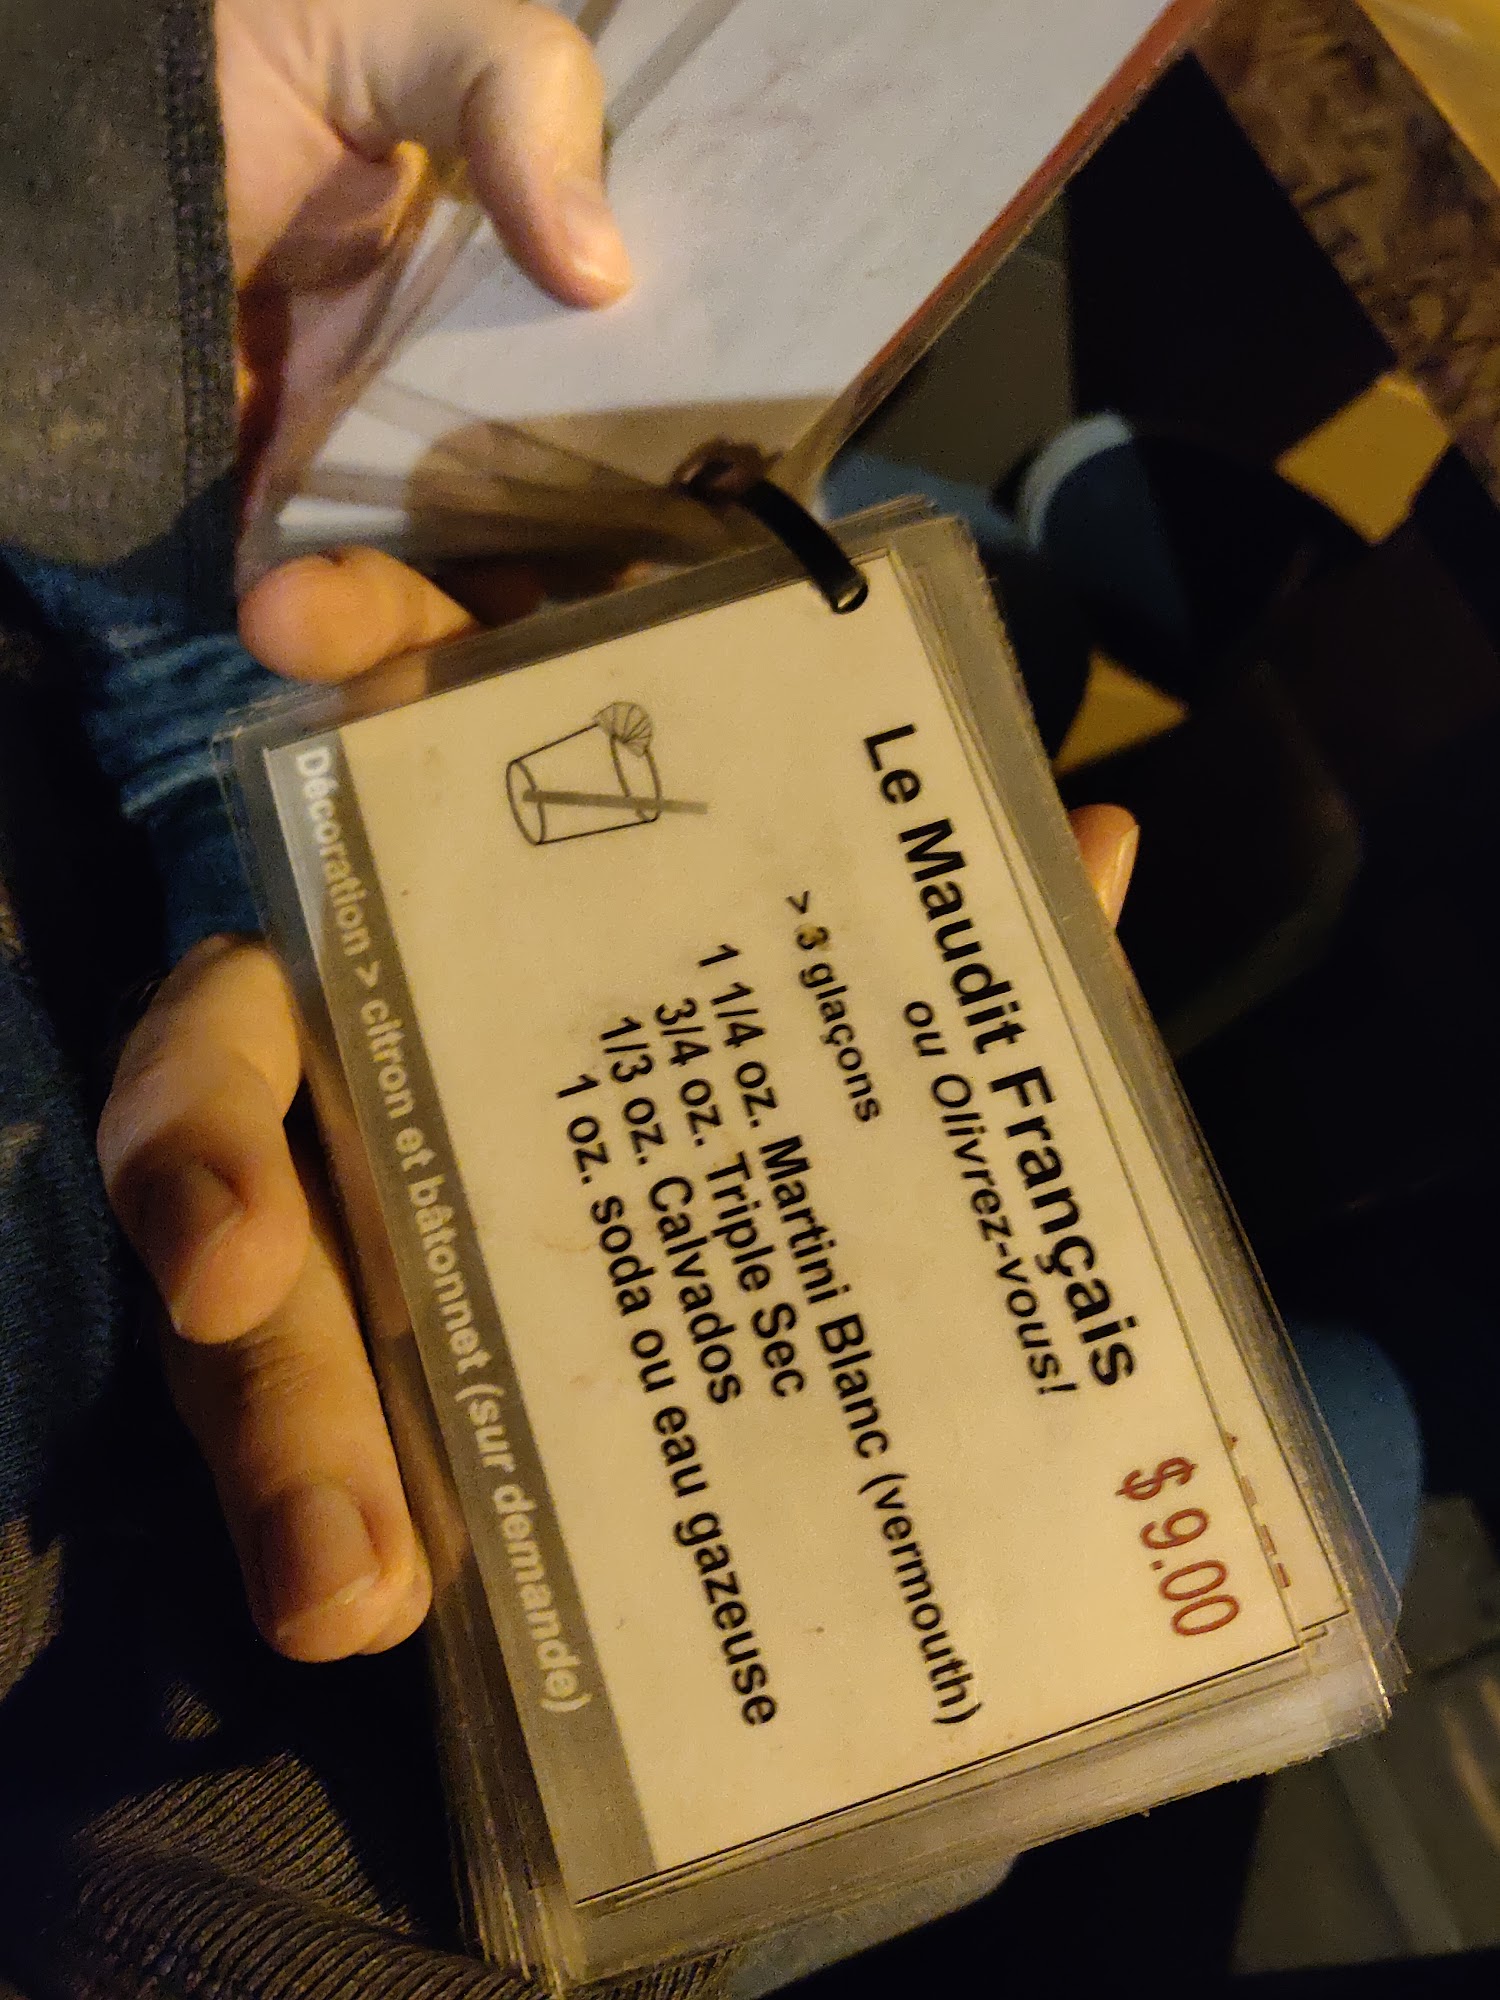 Le Maudit Français
ou Olivrez-vous!
$ 9.00
> 3 glaçons
1 1/4 oz. Martini Blanc (vermouth)
3/4 oz. Triple Sec
1/3 oz. Calvados
1 oz. soda ou eau gazeuse
Décoration > citron et bâtonnet (sur demande)